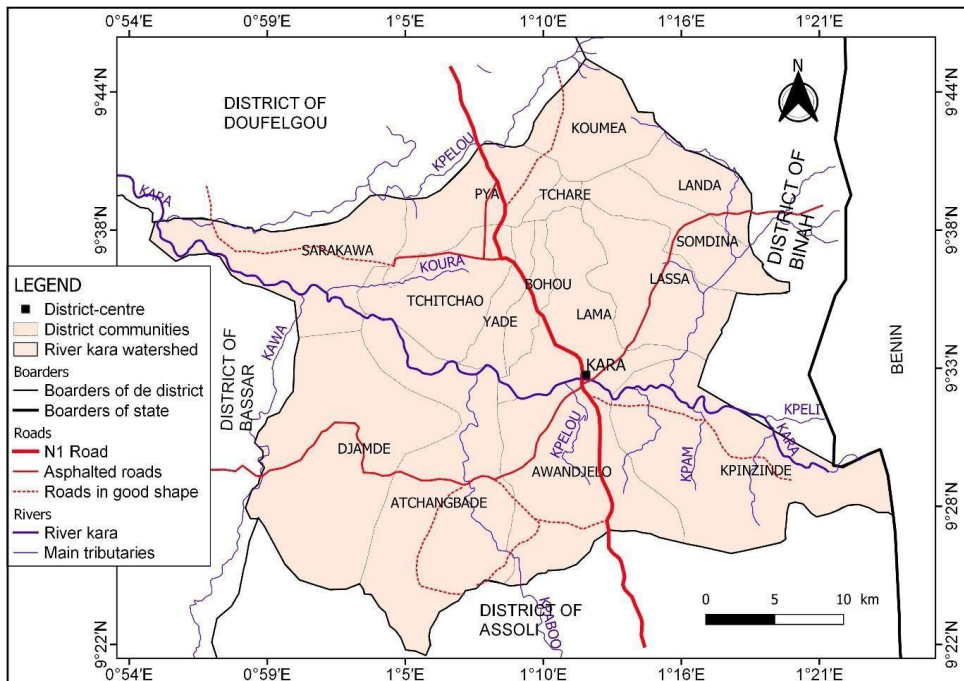 0°54′E 0°59′E 1°5′E 1°10′E 1°16′E 1°21′E
9°44′N
9°38′N
9°33′N
9°28′N
9°22′N
9°44′N
9°38′N
9°33′N
9°28′N
9°22′N
N
DISTRICT OF
DOUFELGOU
KOUMEA
KPELOU
LANDA
PYA
TCHARE
KARA
DISTRICT OF
BINAH
SOMDINA
SARAKAWA
KOURA
LASSA
BOHOU
TCHITCHAO
LAMA
YADE
KAWA
KARA
BENIN
DISTRICT OF
BASSAR
KPELI
KARA
DJAMDE
KPELOU
KPAM
AWANDJELO
KPINZINDE
ATCHANGBADE
DISTRICT OF
ASSOLI
LEGEND
District-centre
District communities
River kara watershed
Boarders
Boarders of de district
Boarders of state
Roads
N1 Road
Asphalted roads
Roads in good shape
Rivers
River kara
Main tributaries
0 5 10 km
0°54′E 0°59′E 1°5′E 1°10′E 1°16′E 1°21′E